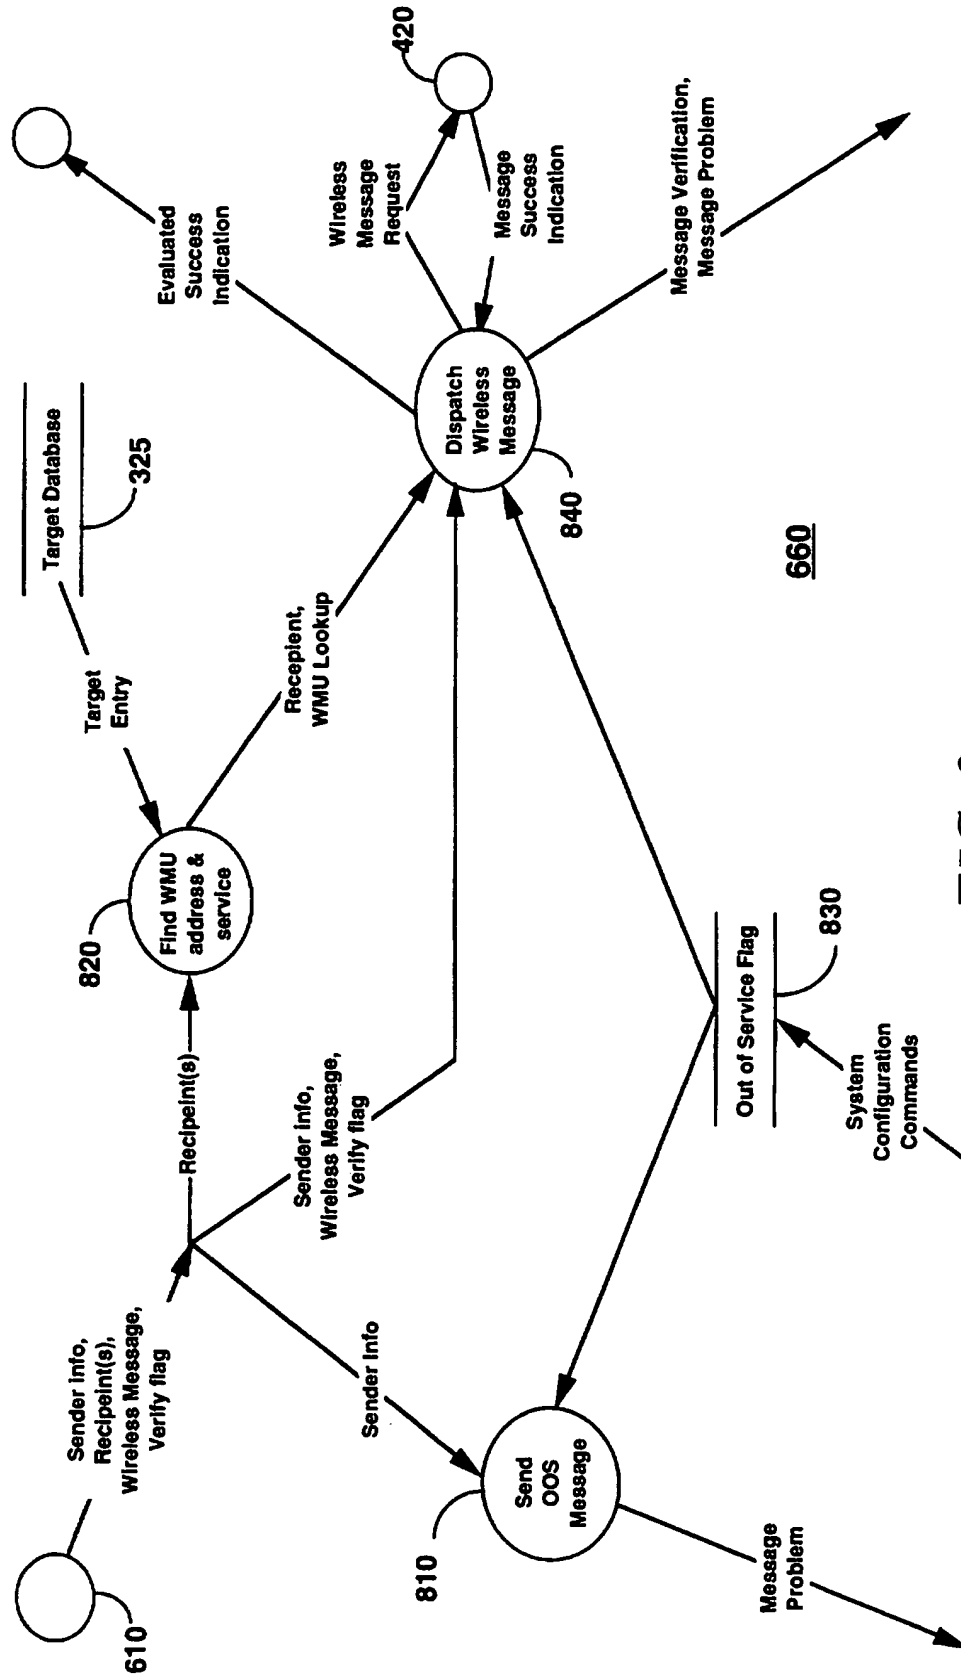 610
Sender info,
Recipeint(s),
Wireless Message,
Verify flag
Recipeint(s)
820
Find WMU
address &
service
Target
Entry
Target Database
325
Evaluated
Success
Indication
Sender info,
Wireless Message,
Verify flag
Recepient,
WMU Lookup
Wireless
Message
Request
420
Message
Success
Indication
Sender Info
810
Send
OOS
Message
Dispatch
Wireless
Message
840
Message Verification,
Message Problem
Out of Service Flag
830
660
Message
Problem
System
Configuration
Commands